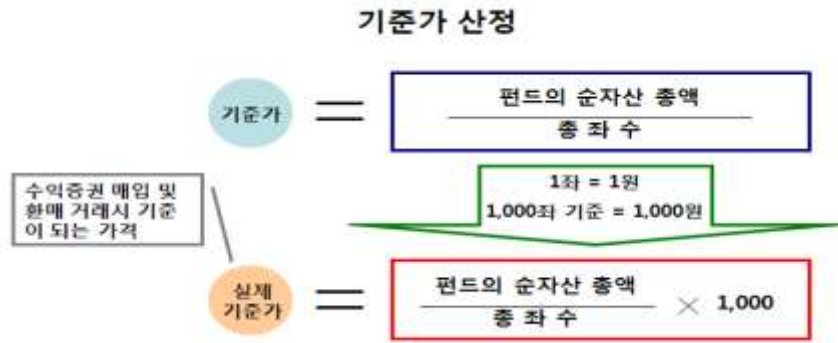 기준가 산정
기준가
=
펀드의 순자산 총액
총 좌 수
1좌 = 1원
1,000좌 기준 = 1,000원
수익증권 매입 및
환매 거래시 기준
이 되는 가격
실제
기준가
=
펀드의 순자산 총액
총 좌 수
× 1,000